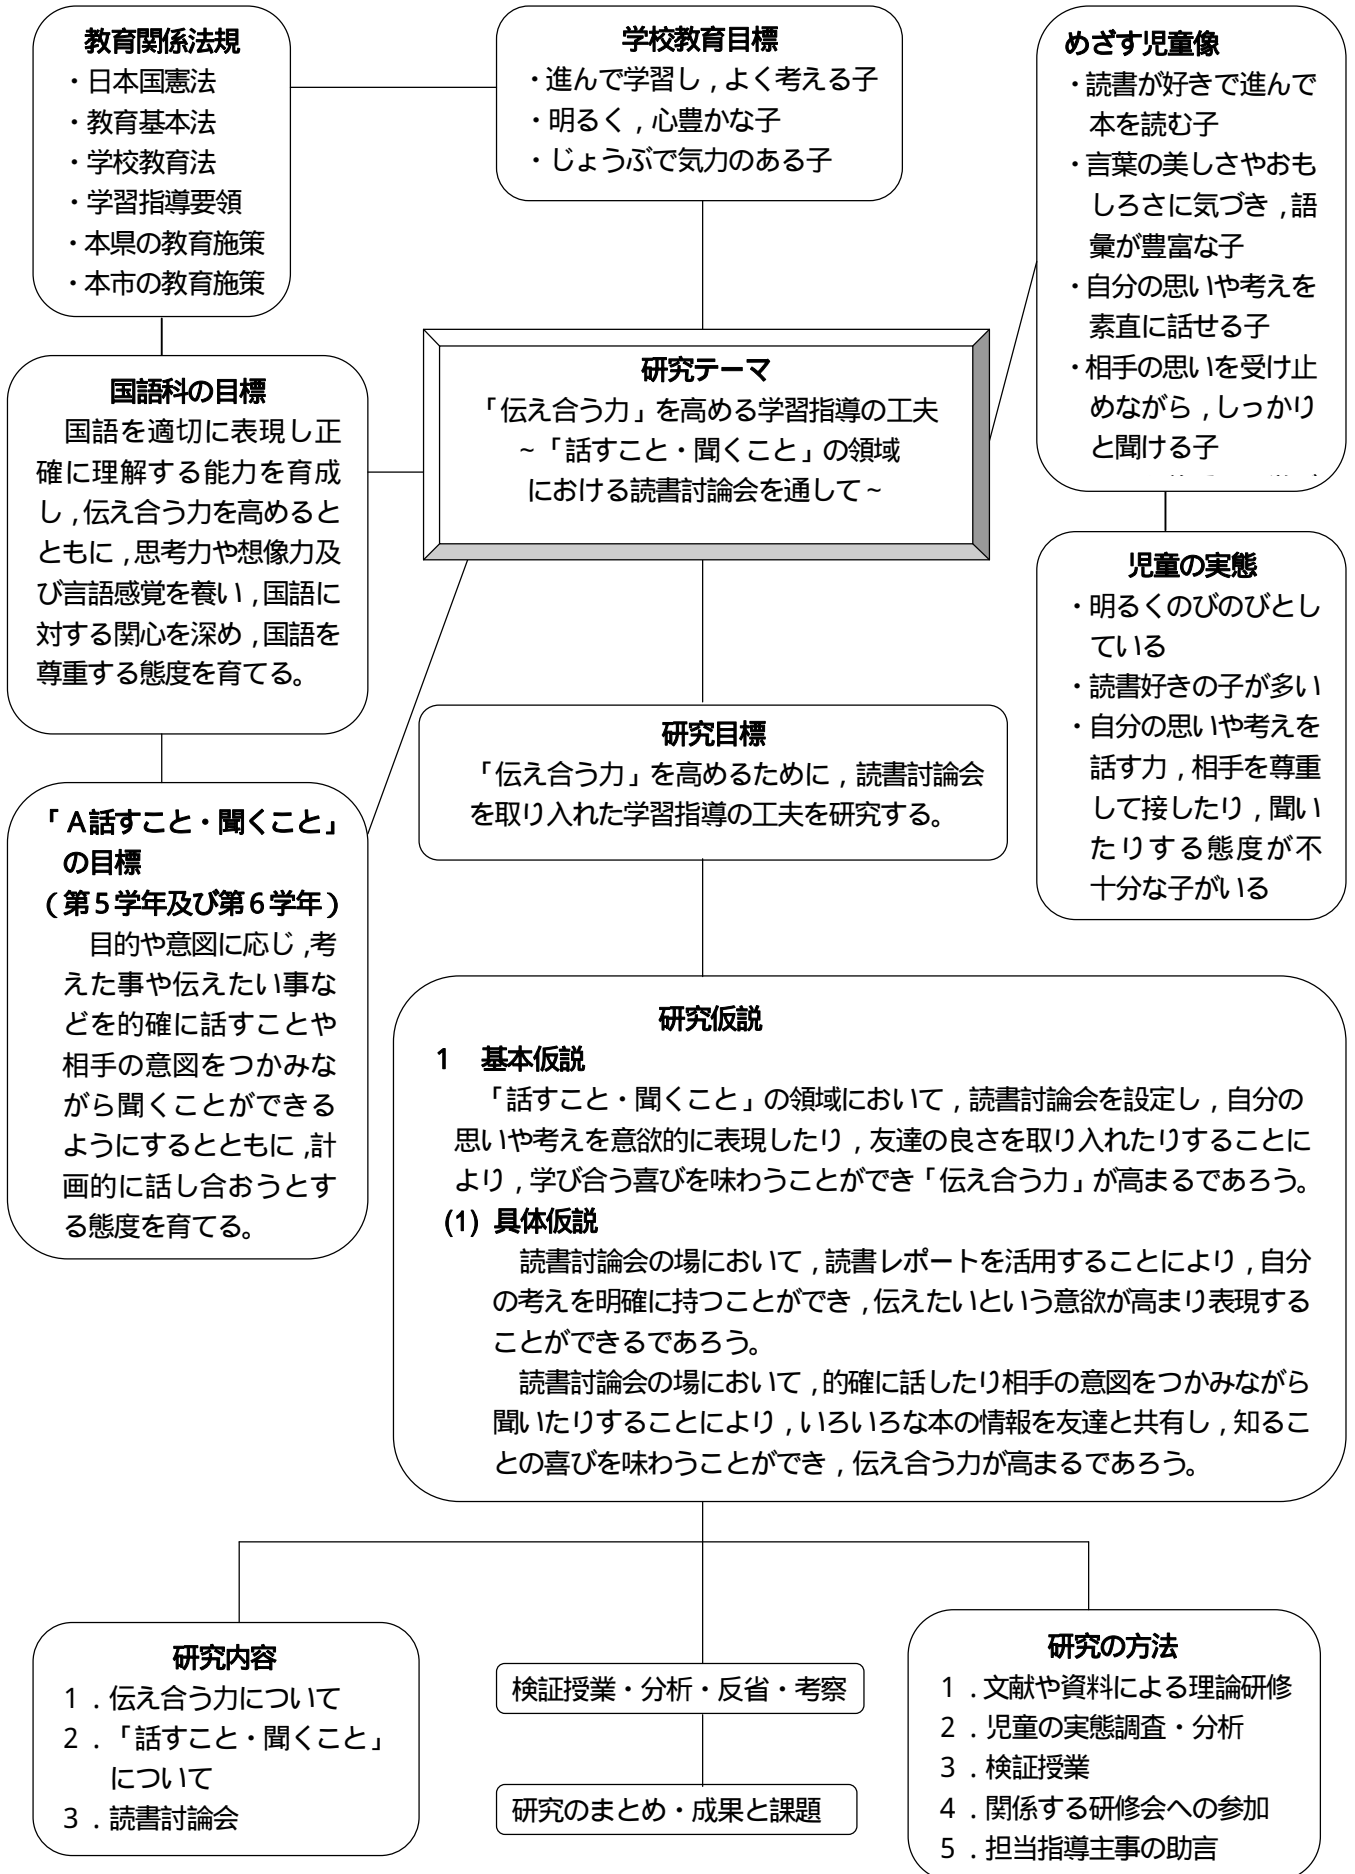 教育関係法規
・日本国憲法
・教育基本法
・学校教育法
・学習指導要領
・本県の教育施策
・本市の教育施策
学校教育目標
・進んで学習し，よく考える子
・明るく，心豊かな子
・じょうぶで気力のある子
めざす児童像
・読書が好きで進んで
本を読む子
・言葉の美しさやおも
しろさに気づき，語
彙が豊富な子
・自分の思いや考えを
素直に話せる子
・相手の思いを受け止
めながら，しっかり
と聞ける子
国語科の目標
国語を適切に表現し正
確に理解する能力を育成
し，伝え合う力を高めると
ともに，思考力や想像力及
び言語感覚を養い，国語に
対する関心を深め，国語を
尊重する態度を育てる。
研究テーマ
「伝え合う力」を高める学習指導の工夫
~「話すこと・聞くこと」の領域
における読書討論会を通して~
児童の実態
・明るくのびのびとし
ている
・読書好きの子が多い
・自分の思いや考えを
話す力，相手を尊重
して接したり，聞い
たりする態度が不
十分な子がいる
研究目標
「伝え合う力」を高めるために，読書討論会
を取り入れた学習指導の工夫を研究する。
「A話すこと・聞くこと」
の目標
（第5学年及び第6学年）
目的や意図に応じ，考
えた事や伝えたい事な
どを的確に話すことや
相手の意図をつかみな
がら聞くことができる
ようにするとともに，計
画的に話し合おうとす
る態度を育てる。
研究仮説
1 基本仮説
「話すこと・聞くこと」の領域において，読書討論会を設定し，自分の
思いや考えを意欲的に表現したり，友達の良さを取り入れたりすることに
より，学び合う喜びを味わうことができ「伝え合う力」が高まるであろう。
(1) 具体仮説
読書討論会の場において，読書レポートを活用することにより，自分
の考えを明確に持つことができ，伝えたいという意欲が高まり表現する
ことができるであろう。
読書討論会の場において，的確に話したり相手の意図をつかみながら
聞いたりすることにより，いろいろな本の情報を友達と共有し，知るこ
との喜びを味わうことができ，伝え合う力が高まるであろう。
研究内容
1．伝え合う力について
2．「話すこと・聞くこと」
について
3．読書討論会
検証授業・分析・反省・考察
研究のまとめ・成果と課題
研究の方法
1．文献や資料による理論研修
2．児童の実態調査・分析
3．検証授業
4．関係する研修会への参加
5．担当指導主事の助言